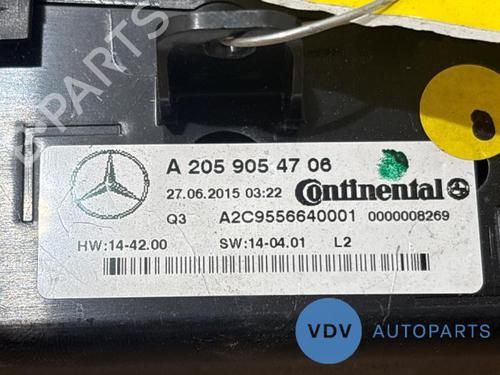 B-PARTS
A 205 905 47 06
27.06.2015 03:22
Continental
Q3
A2C9556640001
0000008269
HW:14-42.00
SW:14-04.01
L2
VDV
AUTOPARTS